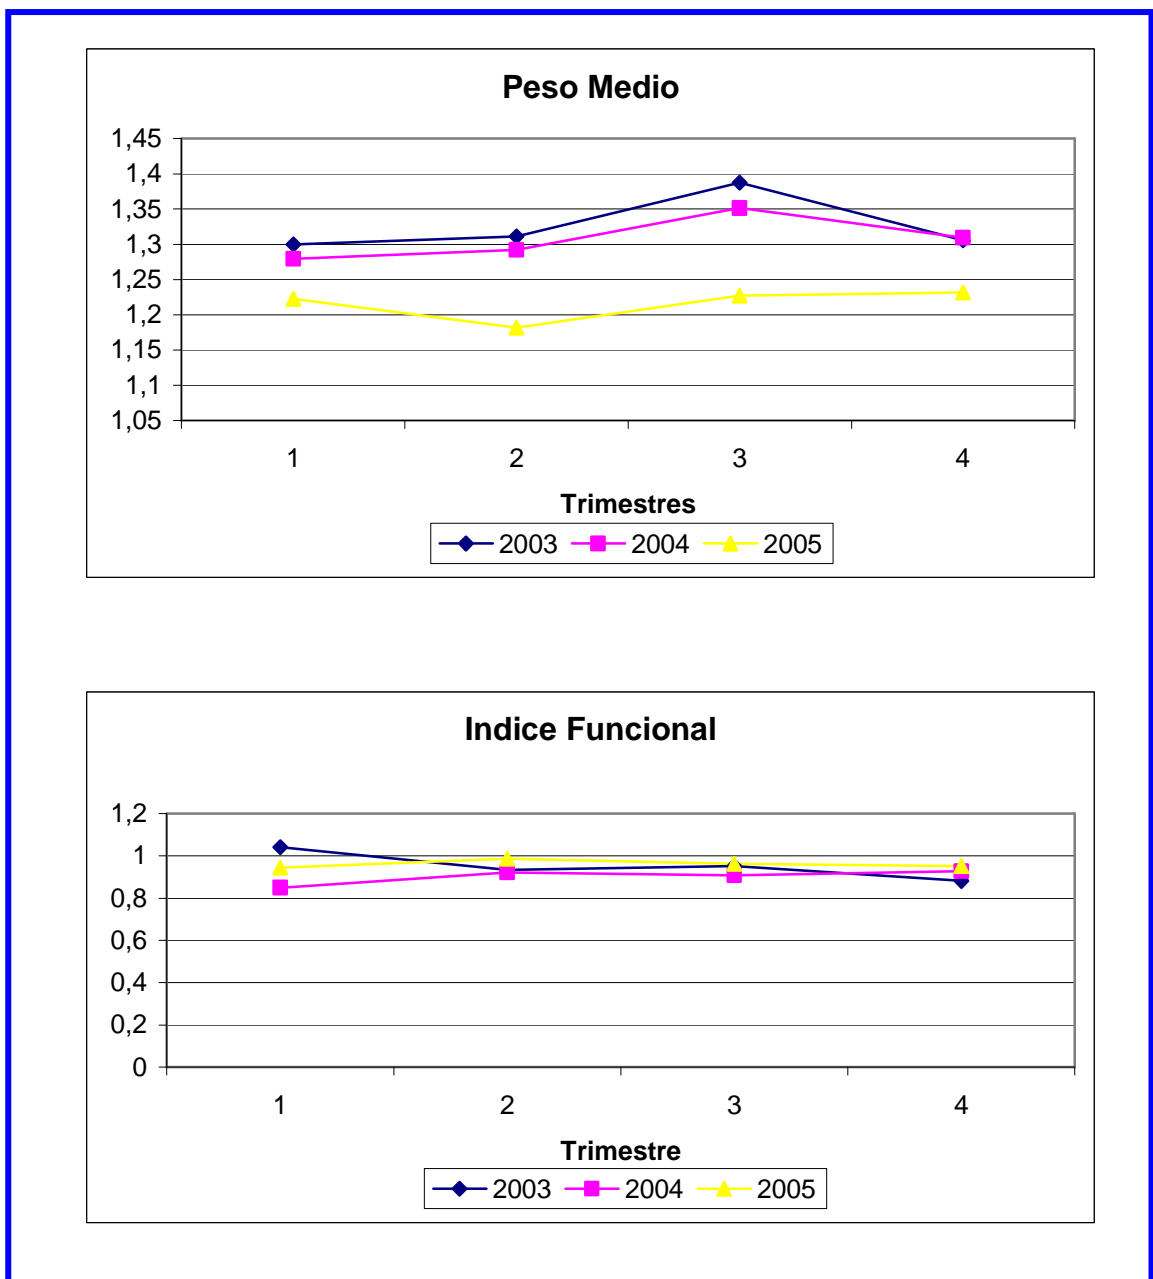 Peso Medio
1,45
1,4
1,35
1,3
1,25
1,2
1,15
1,1
1,05
1 2 3 4
Trimestres
2003 2004 2005
Indice Funcional
1,2
1
0,8
0,6
0,4
0,2
0
1 2 3 4
Trimestre
2003 2004 2005